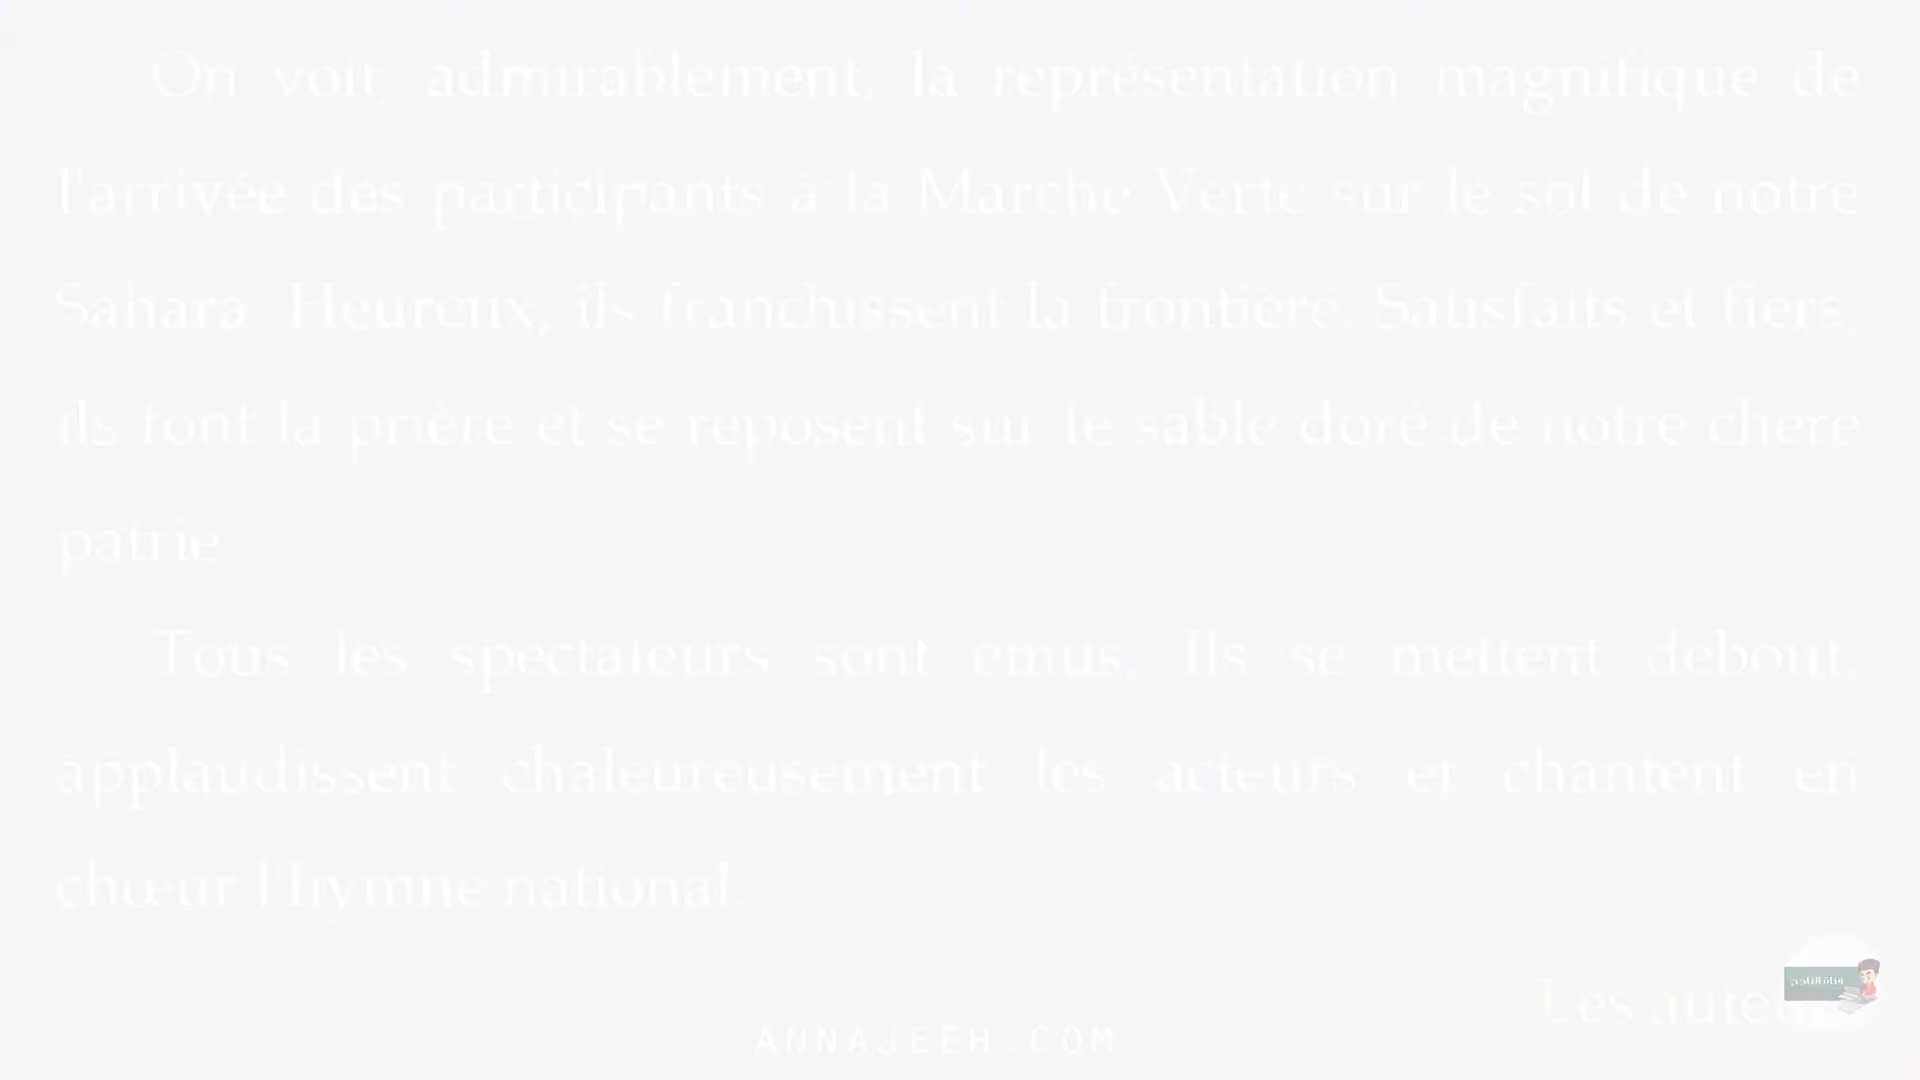 On voit, admirablement, la représentation magnifique de
l'arrivée des participants à la Marche Verte sur le sol de notre
Sahara. Heureux, ils franchissent la frontière. Satisfaits et fiers,
ils font la prière et se reposent sur le sable doré de notre chère
patrie.
Tous les spectateurs sont émus. Ils se mettent debout,
applaudissent chaleureusement les acteurs et chantent en
chœur l'hymne national.
Les
ANNAJEEH.COM